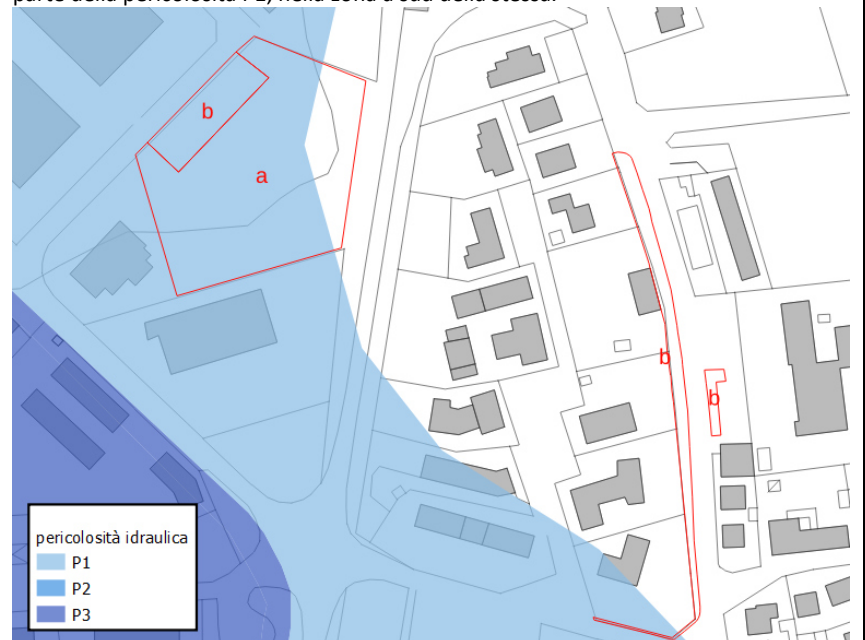 parte della pericolosità P2, nella zona a sud della stessa.
b
a
b
b
pericolosità idraulica
P1
P2
P3